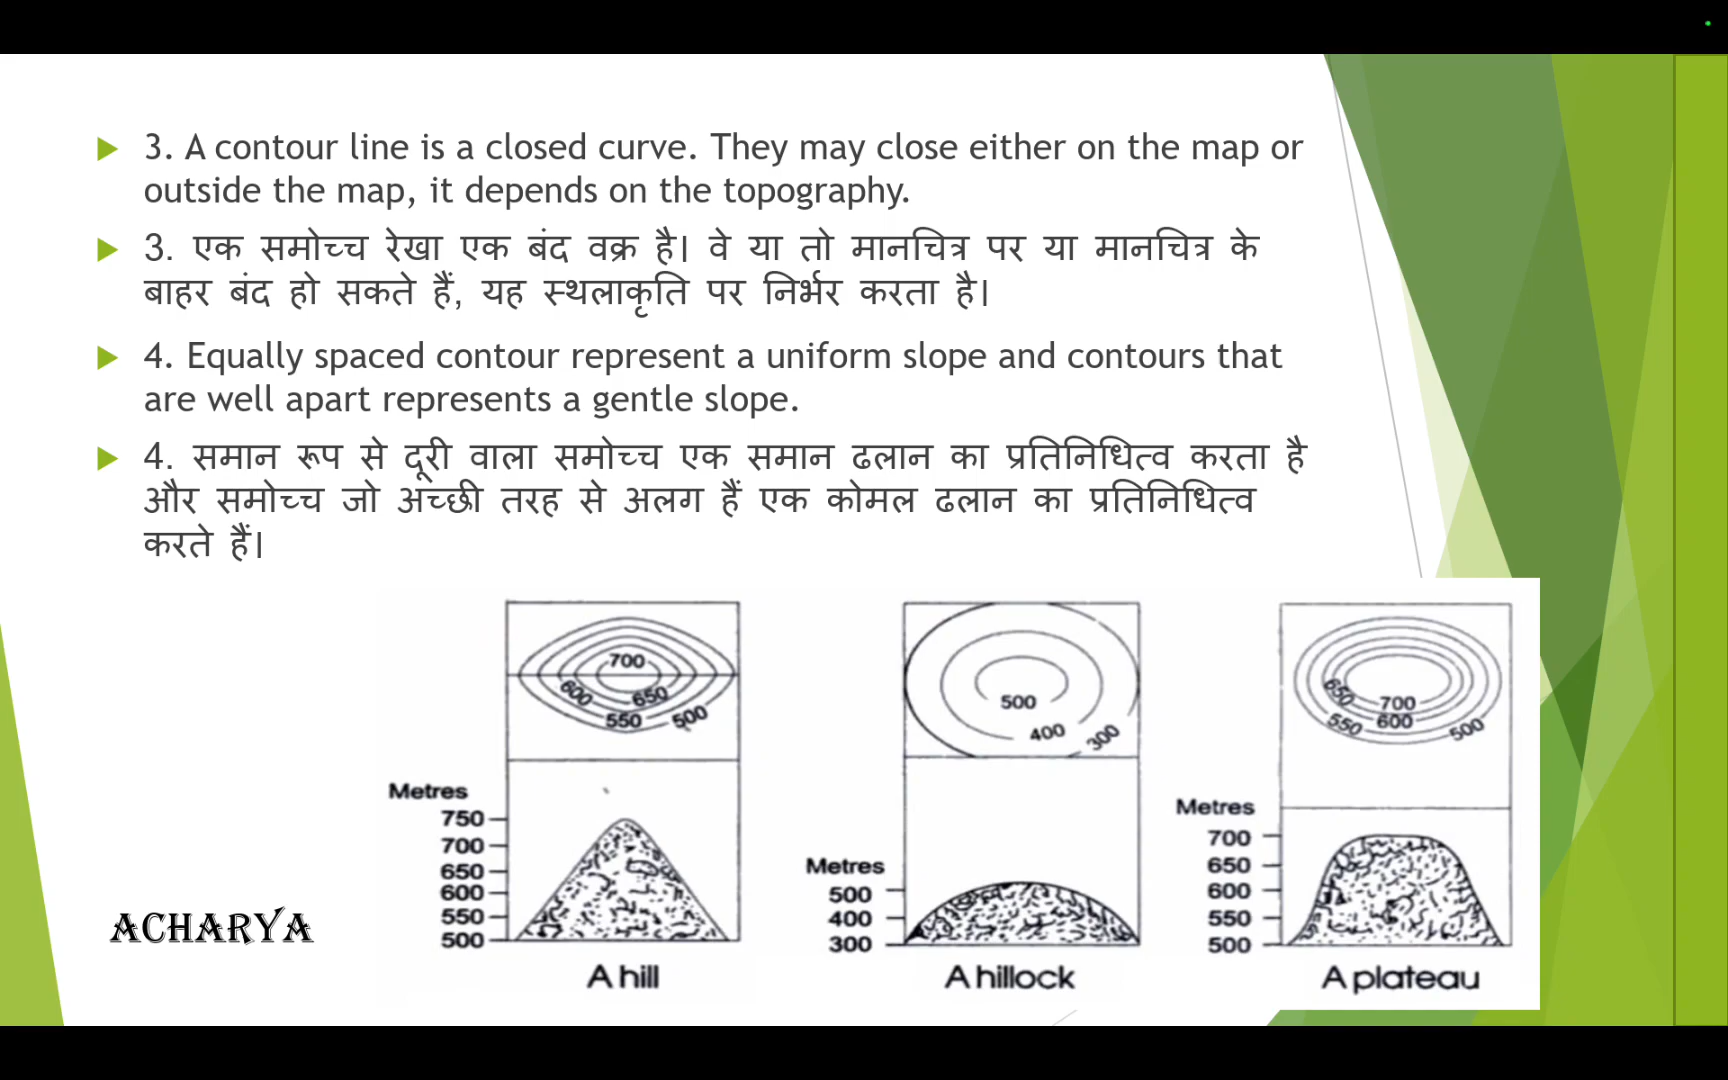 3. A contour line is a closed curve. They may close either on the map or
outside the map, it depends on the topography.
3. एक समोच्च रेखा एक बंद वक्र है। वे या तो मानचित्र पर या मानचित्र के
बाहर बंद हो सकते हैं, यह स्थलाकृति पर निर्भर करता है।
4. Equally spaced contour represent a uniform slope and contours that
are well apart represents a gentle slope.
4. समान रूप से दूरी वाला समोच्च एक समान ढलान का प्रतिनिधित्व करता है
और समोच्च जो अच्छी तरह से अलग हैं एक कोमल ढलान का प्रतिनिधित्व
करते हैं।
700
600
650
550
500
Metres
750
700
650
600
550
500
A hill
500
400
300
Metres
500
400
300
A hillock
650
700
550
600
500
Metres
700
650
600
550
500
A plateau
ACHARYA